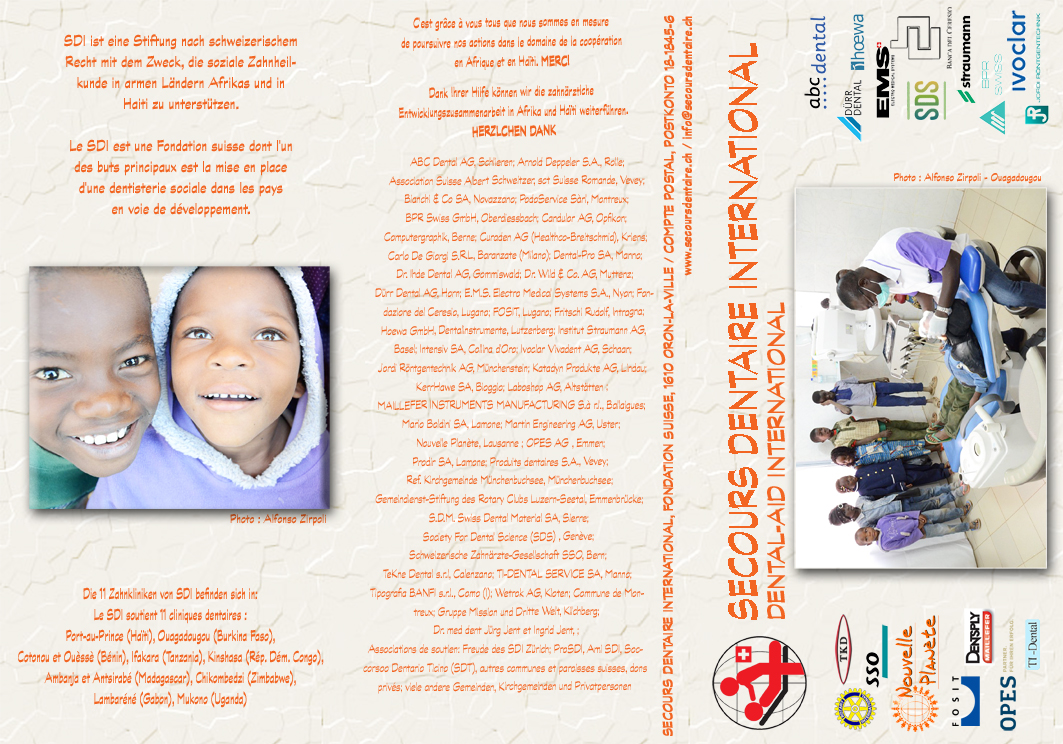 SDI ist eine Stiftung nach schweizerischem
Recht mit dem Zweck, die soziale Zahnheil-
kunde in armen Ländern Afrikas und in
Haiti zu unterstützen.
Le SDI est une Fondation suisse dont l'un
des buts principaux est la mise en place
d'une dentisterie sociale dans les pays
en voie de développement.
Photo : Alfonso Zirpoli
Die 11 Zahnkliniken von SDI befinden sich in:
Le SDI soutient 11 cliniques dentaires :
Port-au-Prince (Haïti), Ouagadougou (Burkina Faso),
Cotonou et Ouèssè (Bénin), Ifakara (Tanzania), Kinshasa (Rép. Dém. Congo),
Ambanja et Antsirabé (Madagascar), Chikombedzi (Zimbabwe),
Lambaréné (Gabon), Mukono (Uganda)
C'est grâce à vous tous que nous sommes en mesure
de poursuivre nos actions dans le domaine de la coopération
en Afrique et en Haïti. MERCI
Dank Ihrer Hilfe können wir die zahnärztliche
Entwicklungszusammenarbeit in Afrika und Haïti weiterführen.
HERZLCHEN DANK
ABC Dental AG, Schlieren; Arnold Deppeler S.A., Rolle;
Association Suisse Albert Schweitzer, sct Suisse Romande, Vevey;
Bianchi & Co SA, Novazzano; PodoService Sàrl, Montreux;
BPR Swiss GmbH, Oberdiessbach; Candulor AG, Opfikon;
Computergraphik, Berne; Curaden AG (Healthco-Breitschmid), Kriens;
Carlo De Giorgi S.R.L, Baranzate (Milano); Dental-Pro SA, Manno;
Dr. Ihde Dental AG, Gommiswald; Dr. Wild & Co. AG, Muttenz;
Dürr Dental AG, Horn; E.M.S. Electro Medical Systems S.A., Nyon; Fon-
dazione del Ceresio, Lugano; FOSIT, Lugano; Fritschi Rudolf, Intragna;
Hoewa GmbH, DentaInstrumente, Lutzenberg; Institut Straumann AG,
Basel; Intensiv SA, Collina d'Oro; Ivoclar Vivadent AG, Schaan;
Jordi Röntgentechnik AG, Münchenstein; Katadyn Produkte AG, Lindau;
KerrHawe SA, Bioggio; Laboshop AG, Altstätten ;
MAILLEFER INSTRUMENTS MANUFACTURING S.à r.l., Ballaigues;
Mario Baldin' SA, Lamone; Martin Engineering AG, Uster;
Nouvelle Planète, Lausanne ; OPES AG , Emmen;
Prodir SA, Lamone; Produits dentaires S.A., Vevey;
Ref. Kirchgemeinde Münchenbuchsee, Münchenbuchsee;
Gemeindienst-Stiftung des Rotary Clubs Luzern-Seetal, Emmenbrücke;
S.D.M. Swiss Dental Material SA, Sierre;
Society For Dental Science (SDS) , Genève;
Schweizerische Zahnärzte-Gesellschaft SSO, Bern;
TeKne Dental s.r.l, Calenzano; TI-DENTAL SERVICE SA, Manno;
Tipografia BANFI s.n.l., Como (I); Wetrok AG, Kloten; Commune de Mon-
treux; Gruppe Mission und Dritte Welt, Kilchberg;
Dr. med dent Jürg Jent et Ingrid Jent, ;
Associations de soutien: Freude des SDI Zürich; ProSDI, Ami SDI, Soc-
corsco Dentario Ticino (SDT), autres communes et paroisses suisses, dons
privés; viele andere Gemeinden, Kirchgemeinden und Privatpersonen
SECOURS DENTAIRE INTERNATIONAL, FONDATION SUISSE, 1610 ORON-LA-VILLE / COMPTE POSTAL, POSTKONTO 18-1845-6
www.secoursdentaire.ch / info@secoursdentaire.ch
SECOURS DENTAIRE INTERNATIONAL
DENTAL-AID INTERNATIONAL
Photo : Alfonso Zirpoli - Ouagadougou
abc dental
DÜRR DENTAL
hœwa
EMS
ELECTRO MEDICAL SYSTEMS
BANCA DEL CERESIO
SDS
straumann
BPR SWISS
ivoclar
JR
JORDI RÖNTGENTECHNIK
TKD
SSO
Nouvelle Planète
FOSIT
DENTSPLY
MAILLEFER
OPES
PARTNER FÜR IHREN ERFOLG
TI-Dental